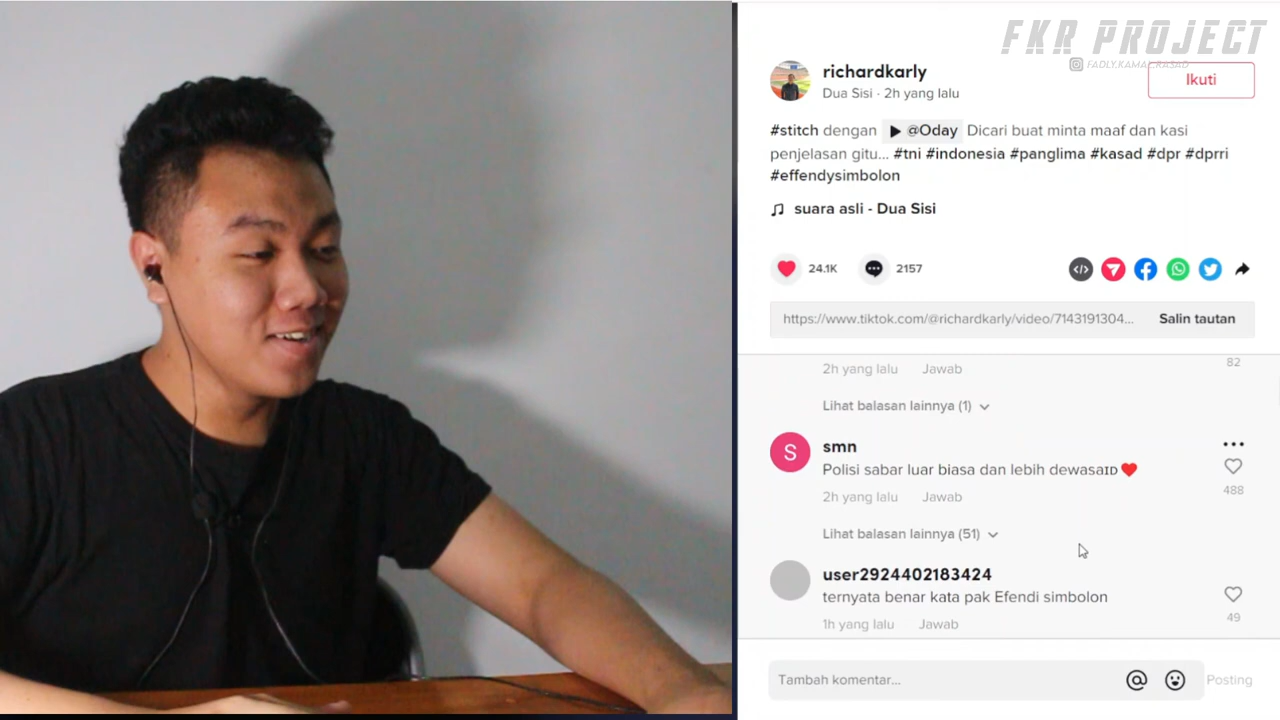 FKR PROJECT
FADLY.KAMAL.RASAD
richardkarly
Dua Sisi · 2h yang lalu
Ikuti
#stitch dengan ▶ @Oday Dicari buat minta maaf dan kasi
penjelasan gitu... #tni #indonesia #panglima #kasad #dpr #dprri
#effendysimbolon
suara asli - Dua Sisi
24.1K
2157
https://www.tiktok.com/@richardkarly/video/7143191304...
Salin tautan
82
2h yang lalu Jawab
Lihat balasan lainnya (1)
S
smn
Polisi sabar luar biasa dan lebih dewasaID❤️
488
2h yang lalu Jawab
Lihat balasan lainnya (51)
user2924402183424
ternyata benar kata pak Efendi simbolon
49
1h yang lalu Jawab
Tambah komentar...
Posting